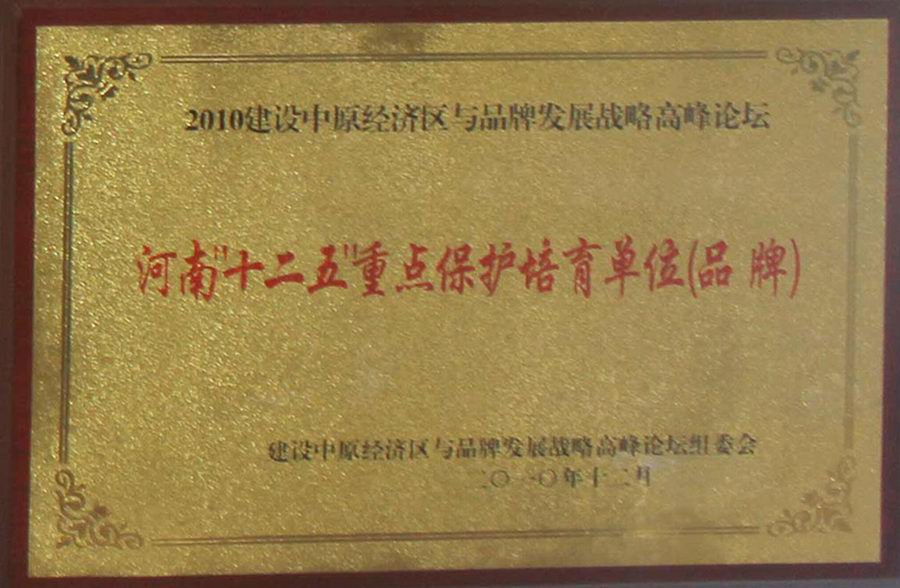 2010建设中原经济区与品牌发展战略高峰论坛
河南"十二五"重点保护培育单位(品 牌)
建设中原经济区与品牌发展战略高峰论坛组委会
二〇一〇年十二月